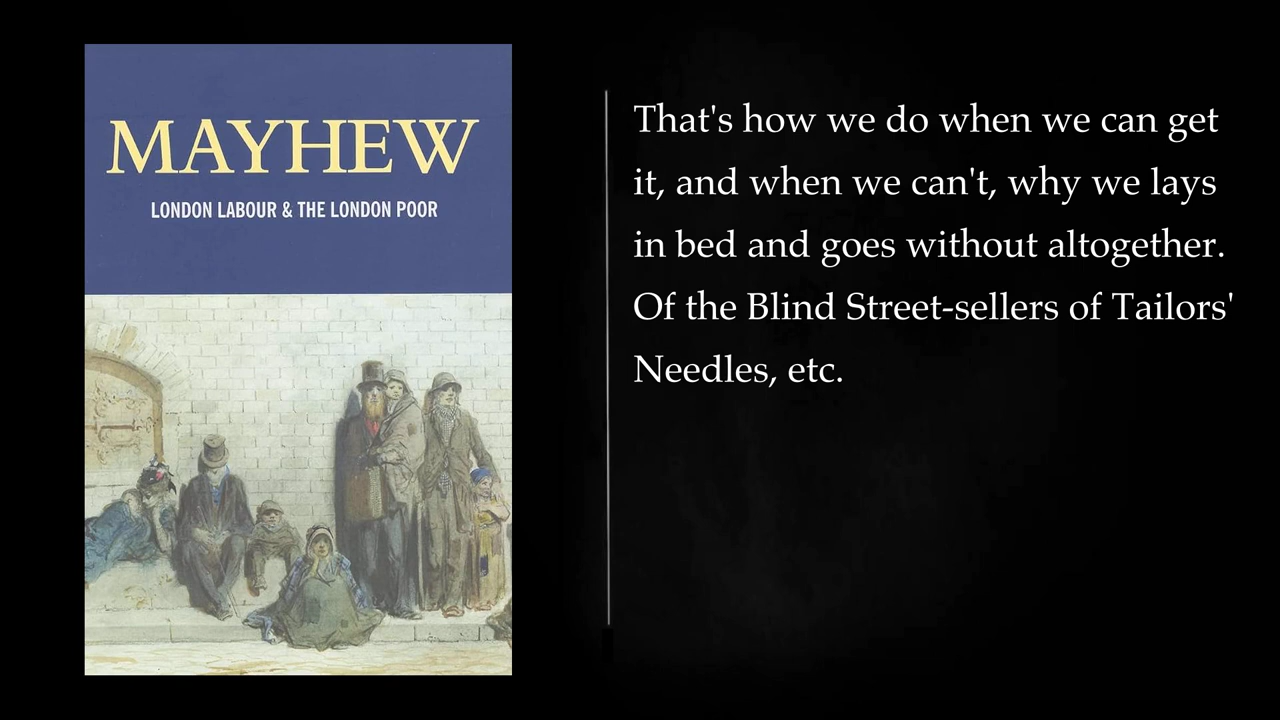 MAYHEW
LONDON LABOUR & THE LONDON POOR
That's how we do when we can get
it, and when we can't, why we lays
in bed and goes without altogether.
Of the Blind Street-sellers of Tailors'
Needles, etc.